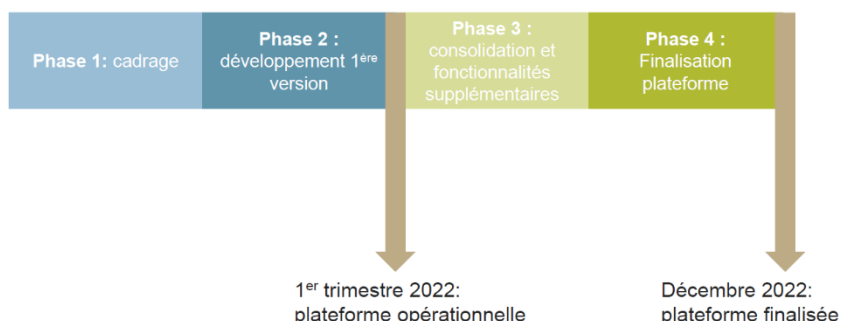 Phase 1: cadrage
Phase 2 :
développement 1ère
version
Phase 3 :
consolidation et
fonctionnalités
supplémentaires
Phase 4 :
Finalisation
plateforme
1er trimestre 2022:
plateforme opérationnelle
Décembre 2022:
plateforme finalisée